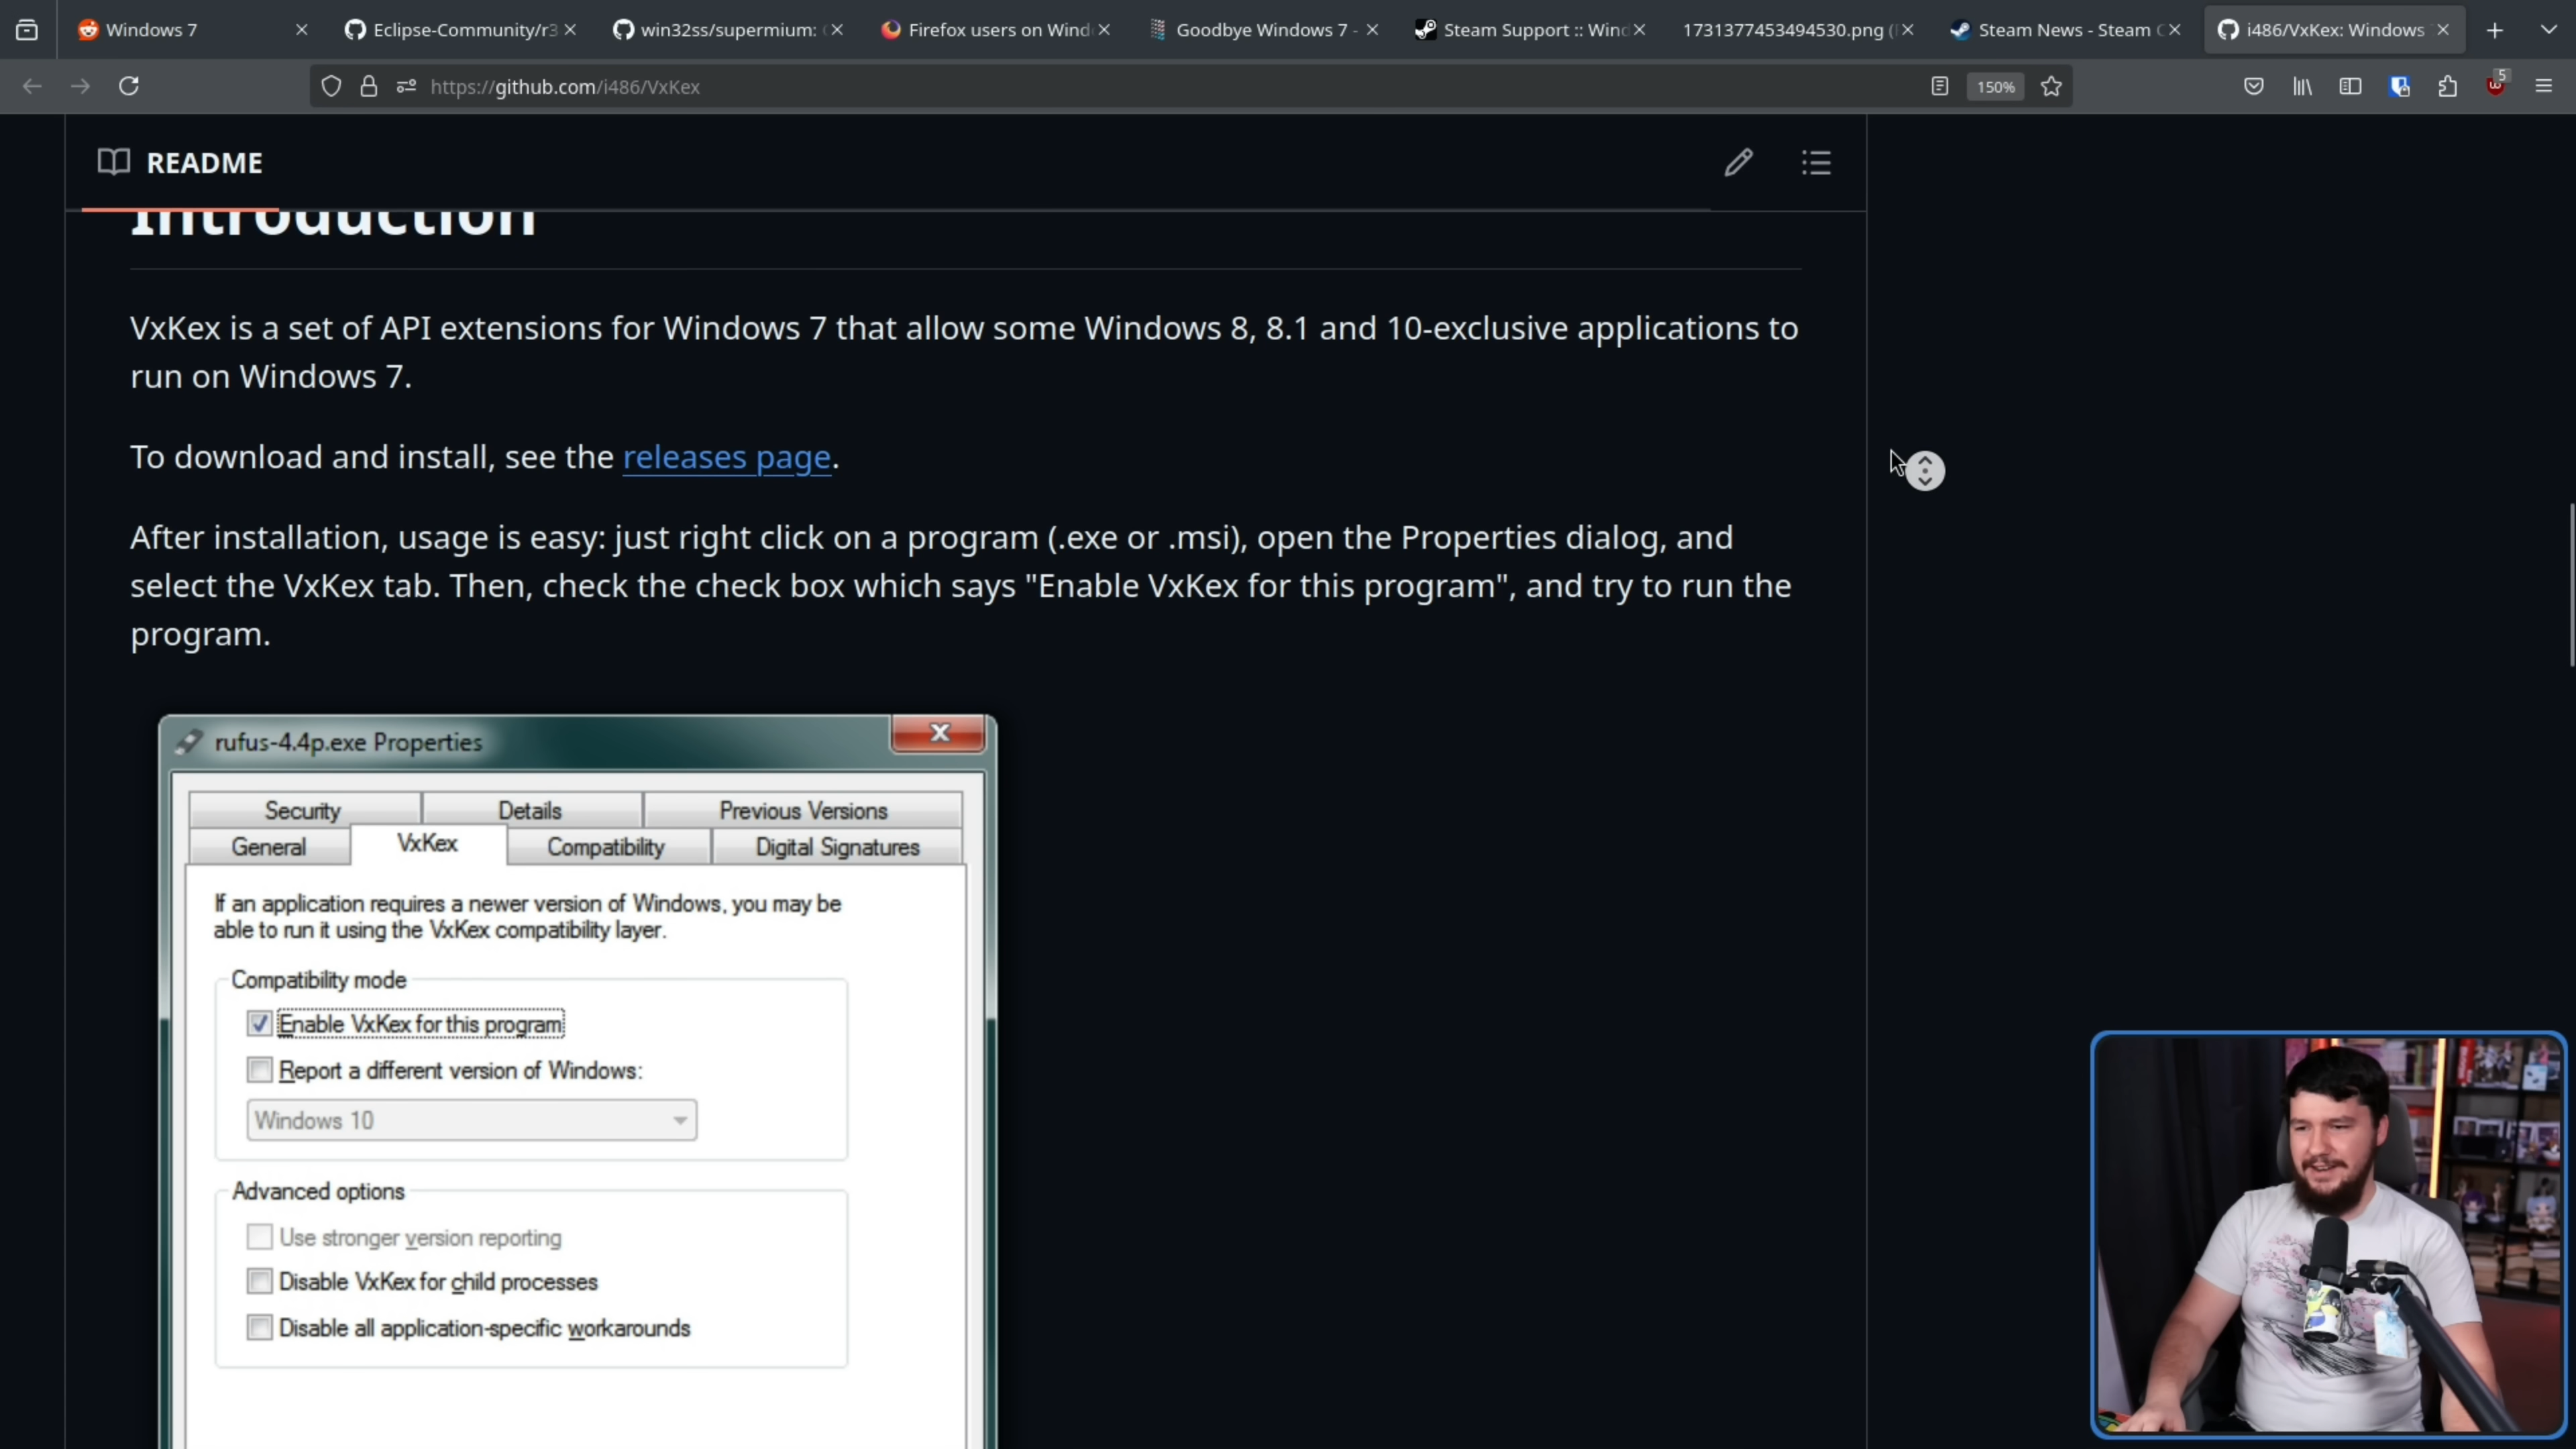 Windows 7
Eclipse-Community/r3
win32ss/supermium:
Firefox users on Wind
Goodbye Windows 7 -
Steam Support :: Wind
1731377453494530.png (
Steam News - Steam C
i486/VxKex: Windows
https://github.com/i486/VxKex
150%
5
README
Introduction
VxKex is a set of API extensions for Windows 7 that allow some Windows 8, 8.1 and 10-exclusive applications to
run on Windows 7.
To download and install, see the releases page.
After installation, usage is easy: just right click on a program (.exe or .msi), open the Properties dialog, and
select the VxKex tab. Then, check the check box which says "Enable VxKex for this program", and try to run the
program.
rufus-4.4p.exe Properties
Security Details Previous Versions
General VxKex Compatibility Digital Signatures
If an application requires a newer version of Windows, you may be
able to run it using the VxKex compatibility layer.
Compatibility mode
Enable VxKex for this program
Report a different version of Windows:
Windows 10
Advanced options
Use stronger version reporting
Disable VxKex for child processes
Disable all application-specific workarounds